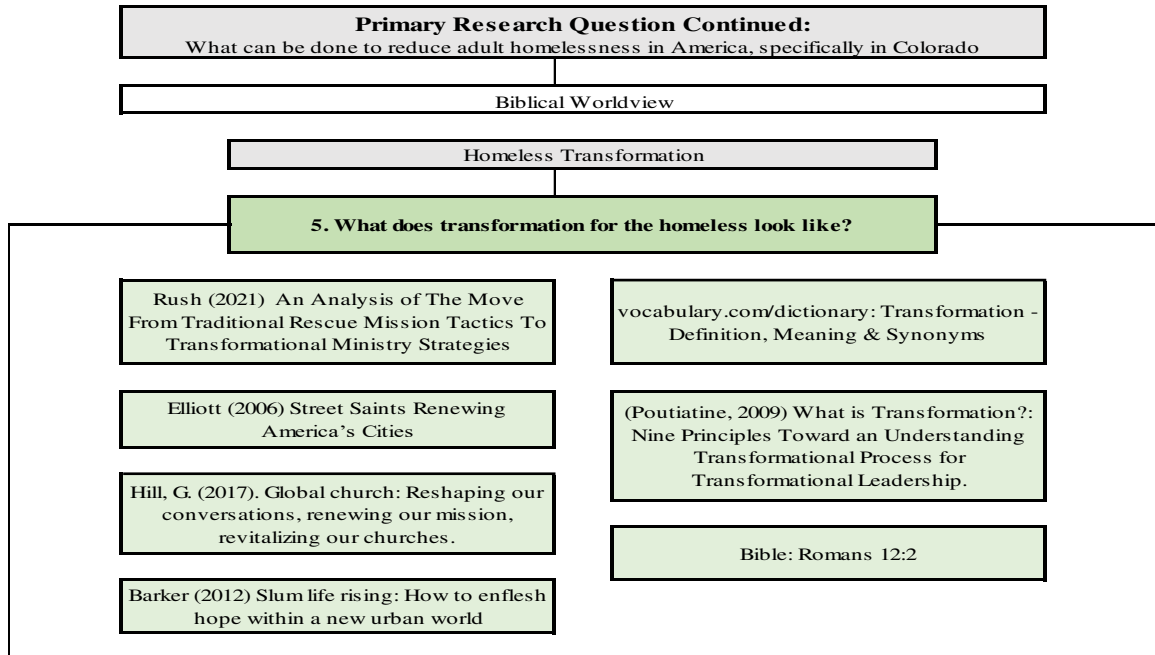 Primary Research Question Continued:
What can be done to reduce adult homelessness in America, specifically in Colorado
Biblical Worldview
Homeless Transformation
5. What does transformation for the homeless look like?
Rush (2021) An Analysis of The Move
From Traditional Rescue Mission Tactics To
Transformational Ministry Strategies
Elliott (2006) Street Saints Renewing
America's Cities
Hill, G. (2017). Global church: Reshaping our
conversations, renewing our mission,
revitalizing our churches.
Barker (2012) Slum life rising: How to enflesh
hope within a new urban world
vocabulary.com/dictionary: Transformation -
Definition, Meaning & Synonyms
(Poutiatine, 2009) What is Transformation?:
Nine Principles Toward an Understanding
Transformational Process for
Transformational Leadership.
Bible: Romans 12:2